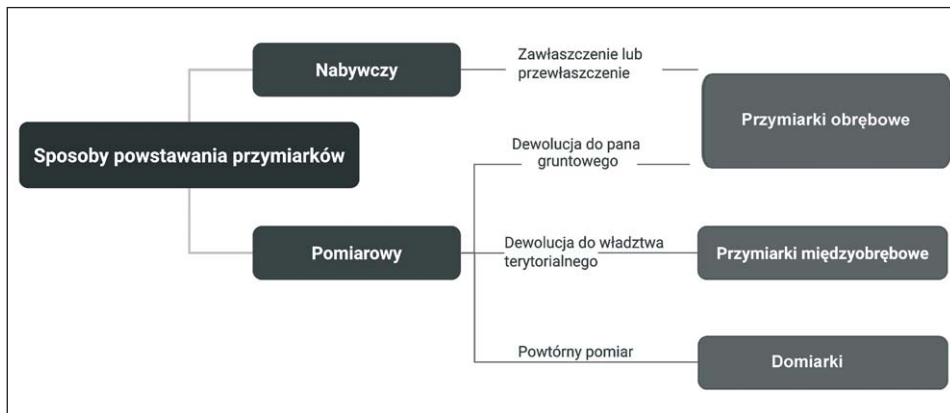 Nabywczy
Zawłaszczenie lub
przewłaszczenie
Przymiarki obrębowe
Sposoby powstawania przymiarków
Dewolucja do pana
gruntowego
Pomiarowy
Dewolucja do władztwa
terytorialnego
Przymiarki międzyobrębowe
Powtórny pomiar
Domiarki